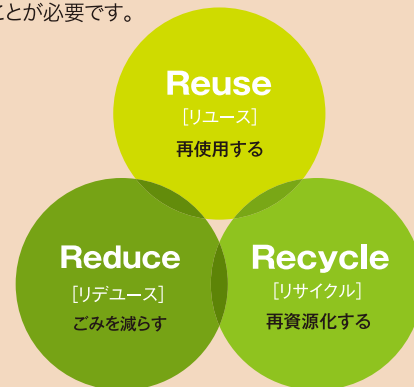 ことが必要です。
Reuse
[リユース]
再使用する
Reduce
[リデュース]
ごみを減らす
Recycle
[リサイクル]
再資源化する